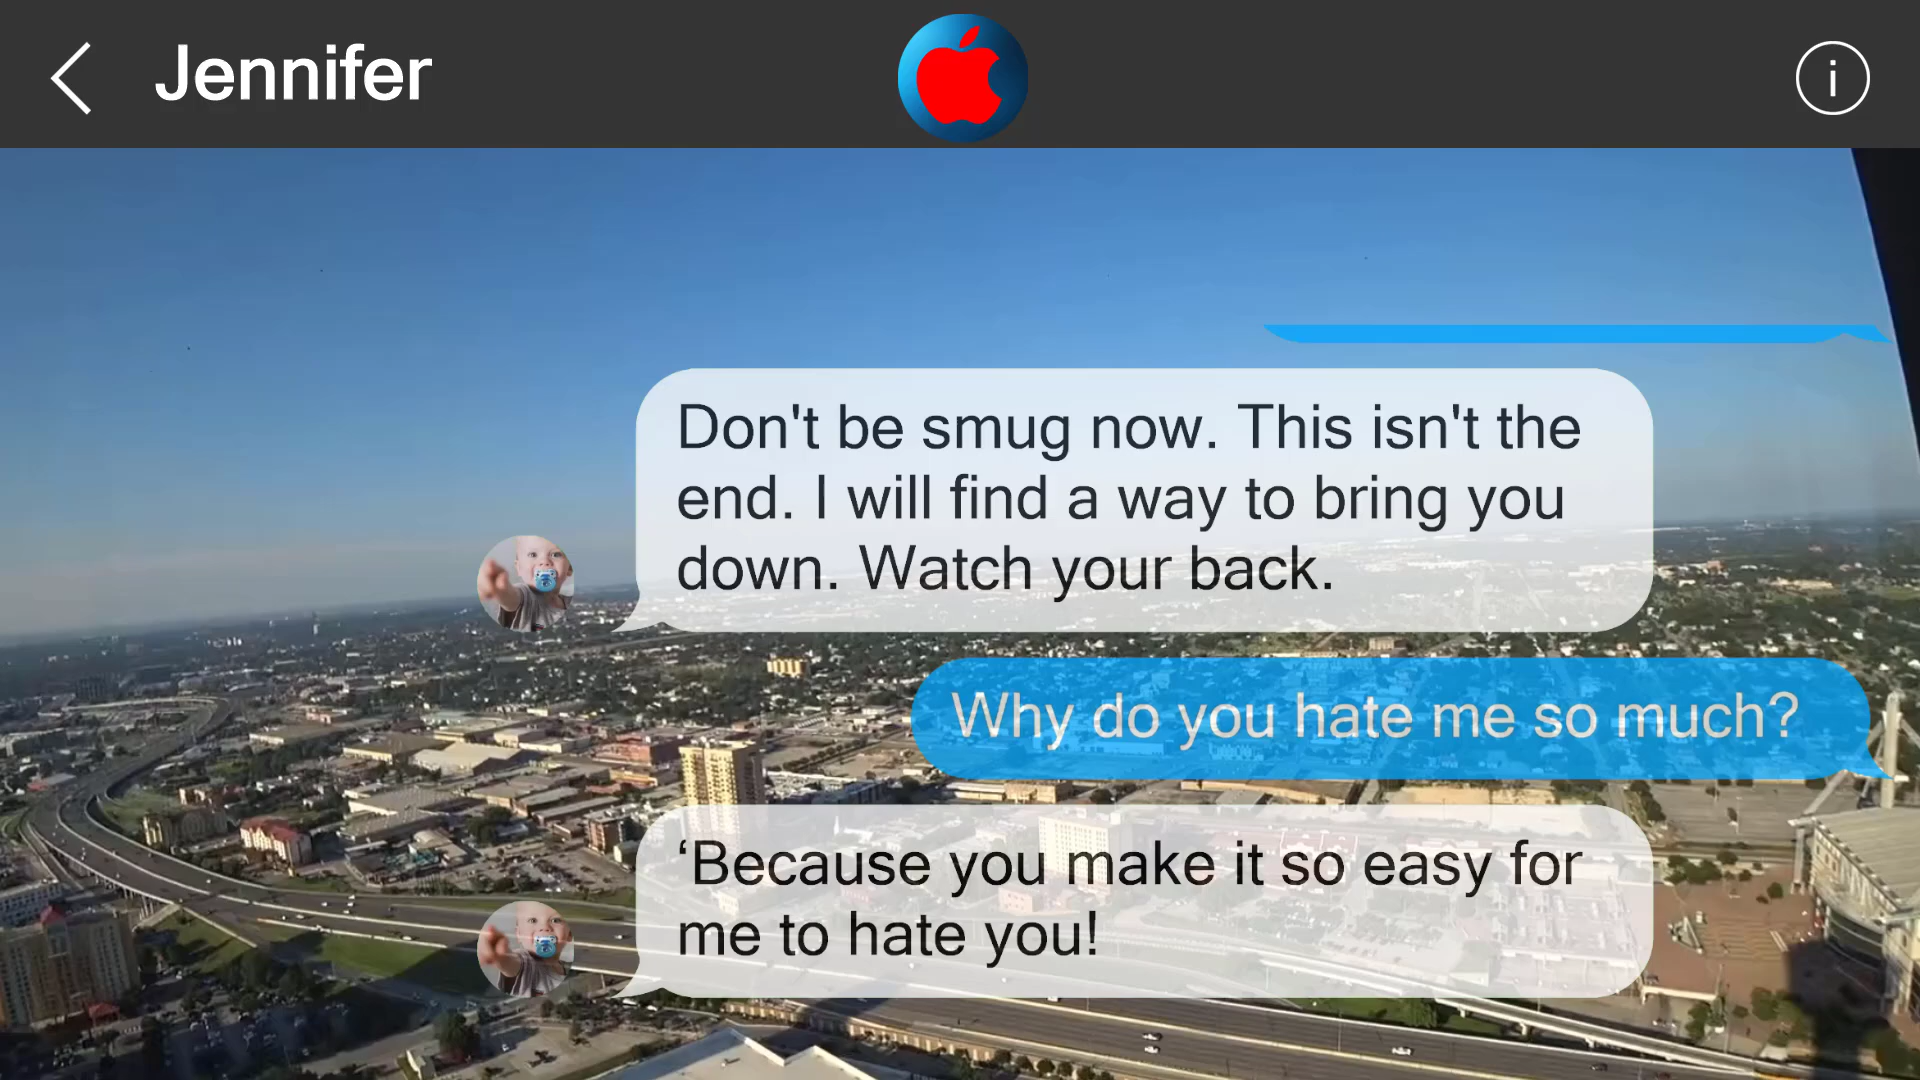 Jennifer
i
Don't be smug now. This isn't the
end. I will find a way to bring you
down. Watch your back.
Why do you hate me so much?
‘Because you make it so easy for
me to hate you!